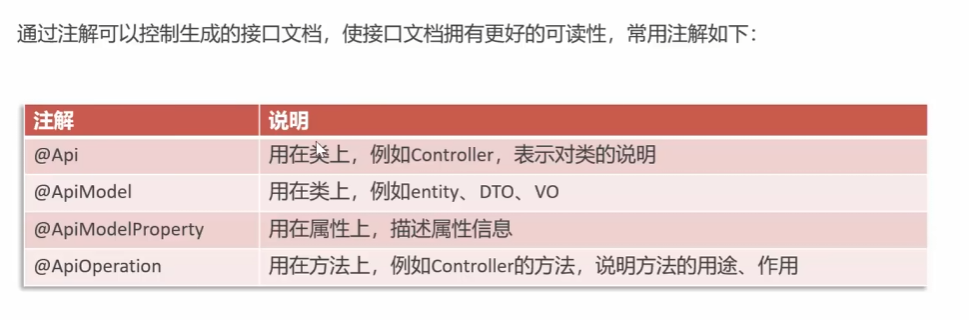 通过注解可以控制生成的接口文档，使接口文档拥有更好的可读性，常用注解如下：
注解 说明
@Api 用在类上，例如Controller，表示对类的说明
@ApiModel 用在类上，例如entity、DTO、VO
@ApiModelProperty 用在属性上，描述属性信息
@ApiOperation 用在方法上，例如Controller的方法，说明方法的用途、作用